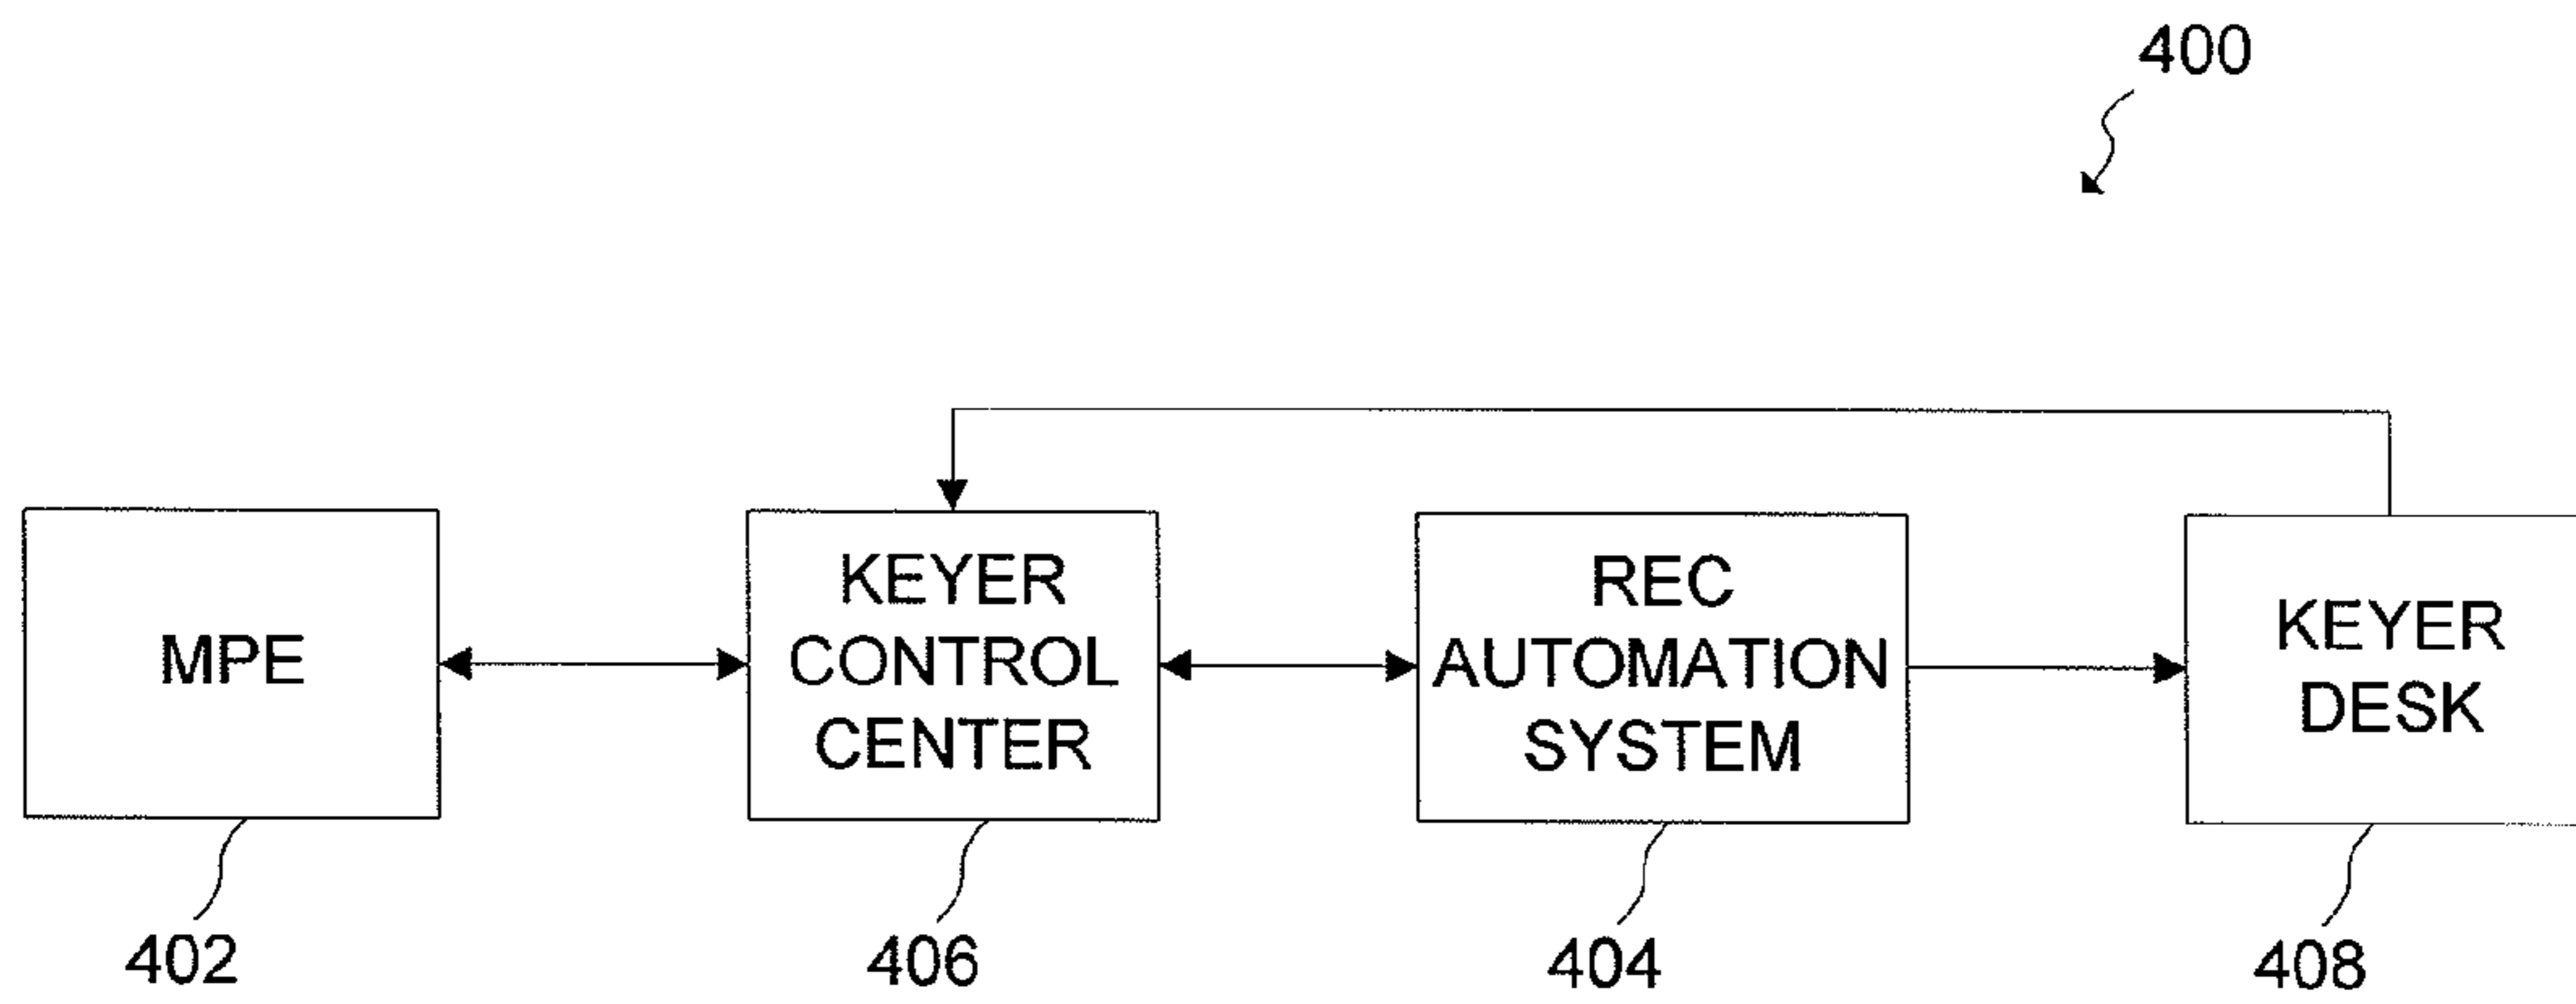 400
MPE
KEYER
CONTROL
CENTER
REC
AUTOMATION
SYSTEM
KEYER
DESK
402
406
404
408